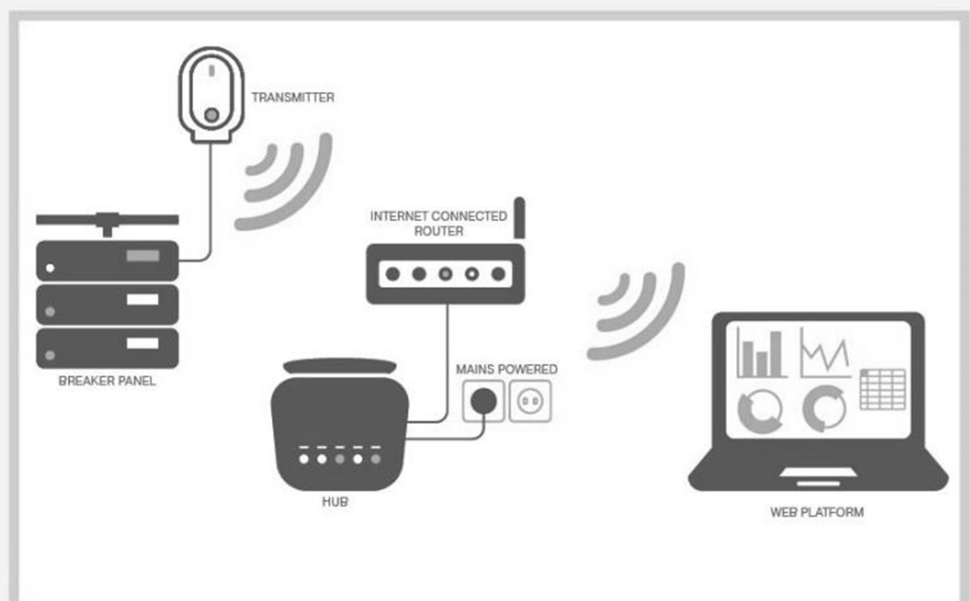 TRANSMITTER
INTERNET CONNECTED
ROUTER
MAINS POWERED
BREAKER PANEL
HUB
WEB PLATFORM